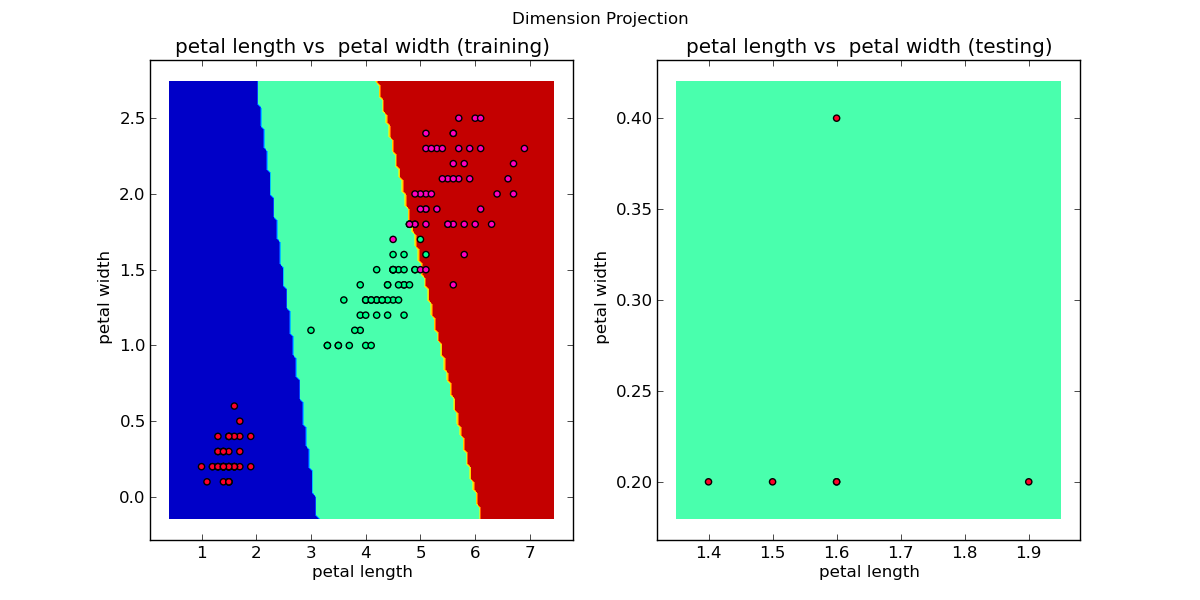 Dimension Projection
petal length vs  petal width (training)
petal width
2.5
2.0
1.5
1.0
0.5
0.0
1 2 3 4 5 6 7
petal length
petal length vs  petal width (testing)
petal width
0.40
0.35
0.30
0.25
0.20
1.4 1.5 1.6 1.7 1.8 1.9
petal length